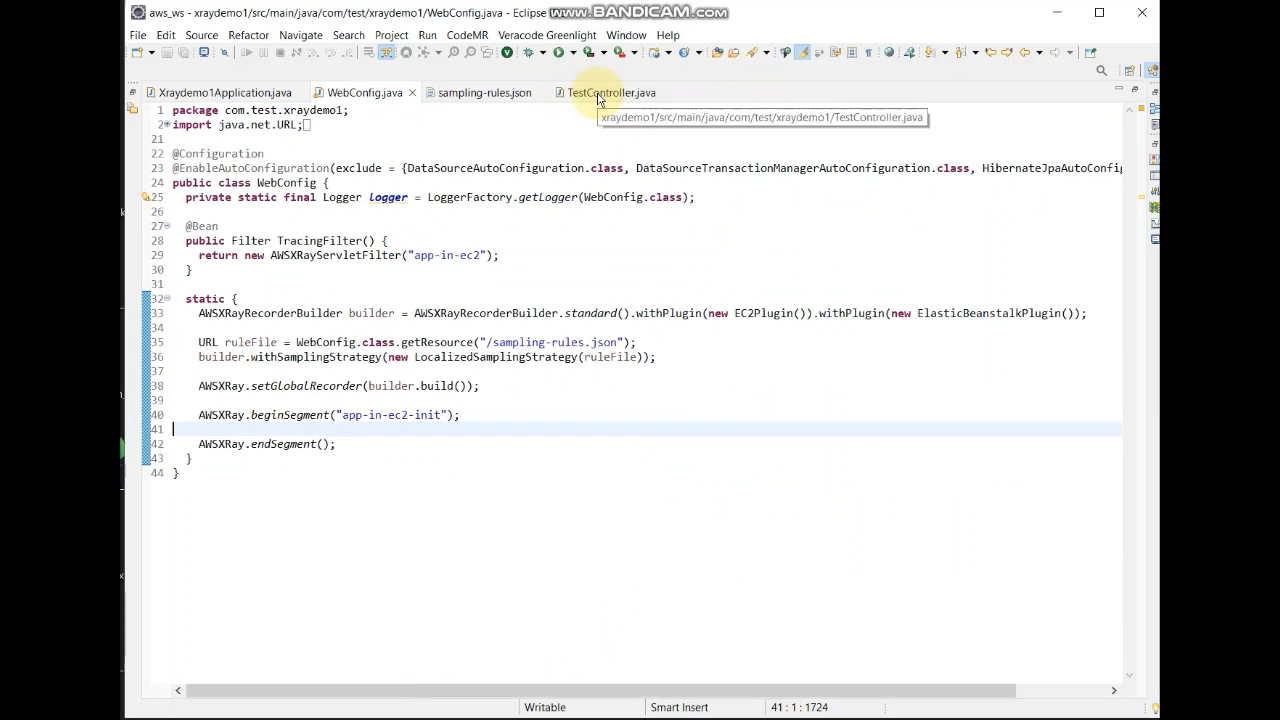 aws_ws - xraydemo1/src/main/java/com/test/xraydemo1/WebConfig.java - Eclipse
www.BANDICAM.com
File Edit Source Refactor Navigate Search Project Run CodeMR Veracode Greenlight Window Help
Xraydemo1Application.java WebConfig.java sampling-rules.json TestController.java
xraydemo1/src/main/java/com/test/xraydemo1/TestController.java
1 package com.test.xraydemo1;
2 import java.net.URL;
21
22 @Configuration
23 @EnableAutoConfiguration(exclude = {DataSourceAutoConfiguration.class, DataSourceTransactionManagerAutoConfiguration.class, HibernateJpaAutoConfig
24 public class WebConfig {
25 private static final Logger logger = LoggerFactory.getLogger(WebConfig.class);
26
27 @Bean
28 public Filter TracingFilter() {
29 return new AWSXRayServletFilter("app-in-ec2");
30 }
31
32 static {
33 AWSXRayRecorderBuilder builder = AWSXRayRecorderBuilder.standard().withPlugin(new EC2Plugin()).withPlugin(new ElasticBeanstalkPlugin());
34
35 URL ruleFile = WebConfig.class.getResource("/sampling-rules.json");
36 builder.withSamplingStrategy(new LocalizedSamplingStrategy(ruleFile));
37
38 AWSXRay.setGlobalRecorder(builder.build());
39
40 AWSXRay.beginSegment("app-in-ec2-init");
41
42 AWSXRay.endSegment();
43 }
44 }
Writable Smart Insert 41 : 1 : 1724